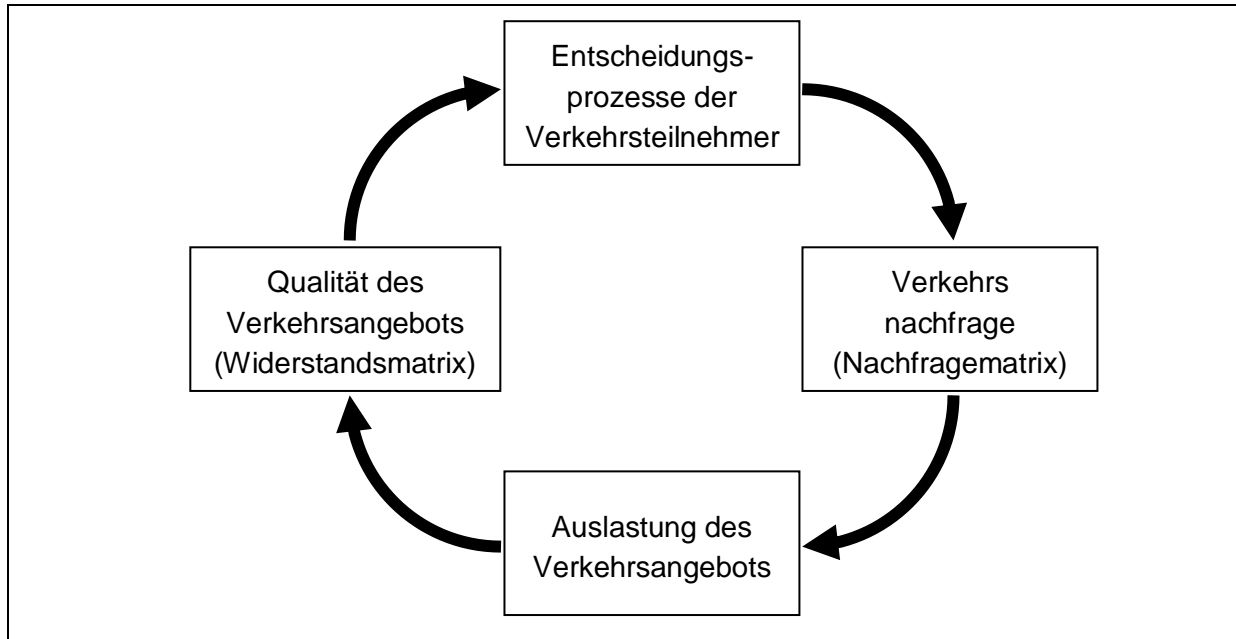 Entscheidungs-
prozesse der
Verkehrsteilnehmer
Qualität des
Verkehrsangebots
(Widerstandsmatrix)
Verkehrs
nachfrage
(Nachfragematrix)
Auslastung des
Verkehrsangebots